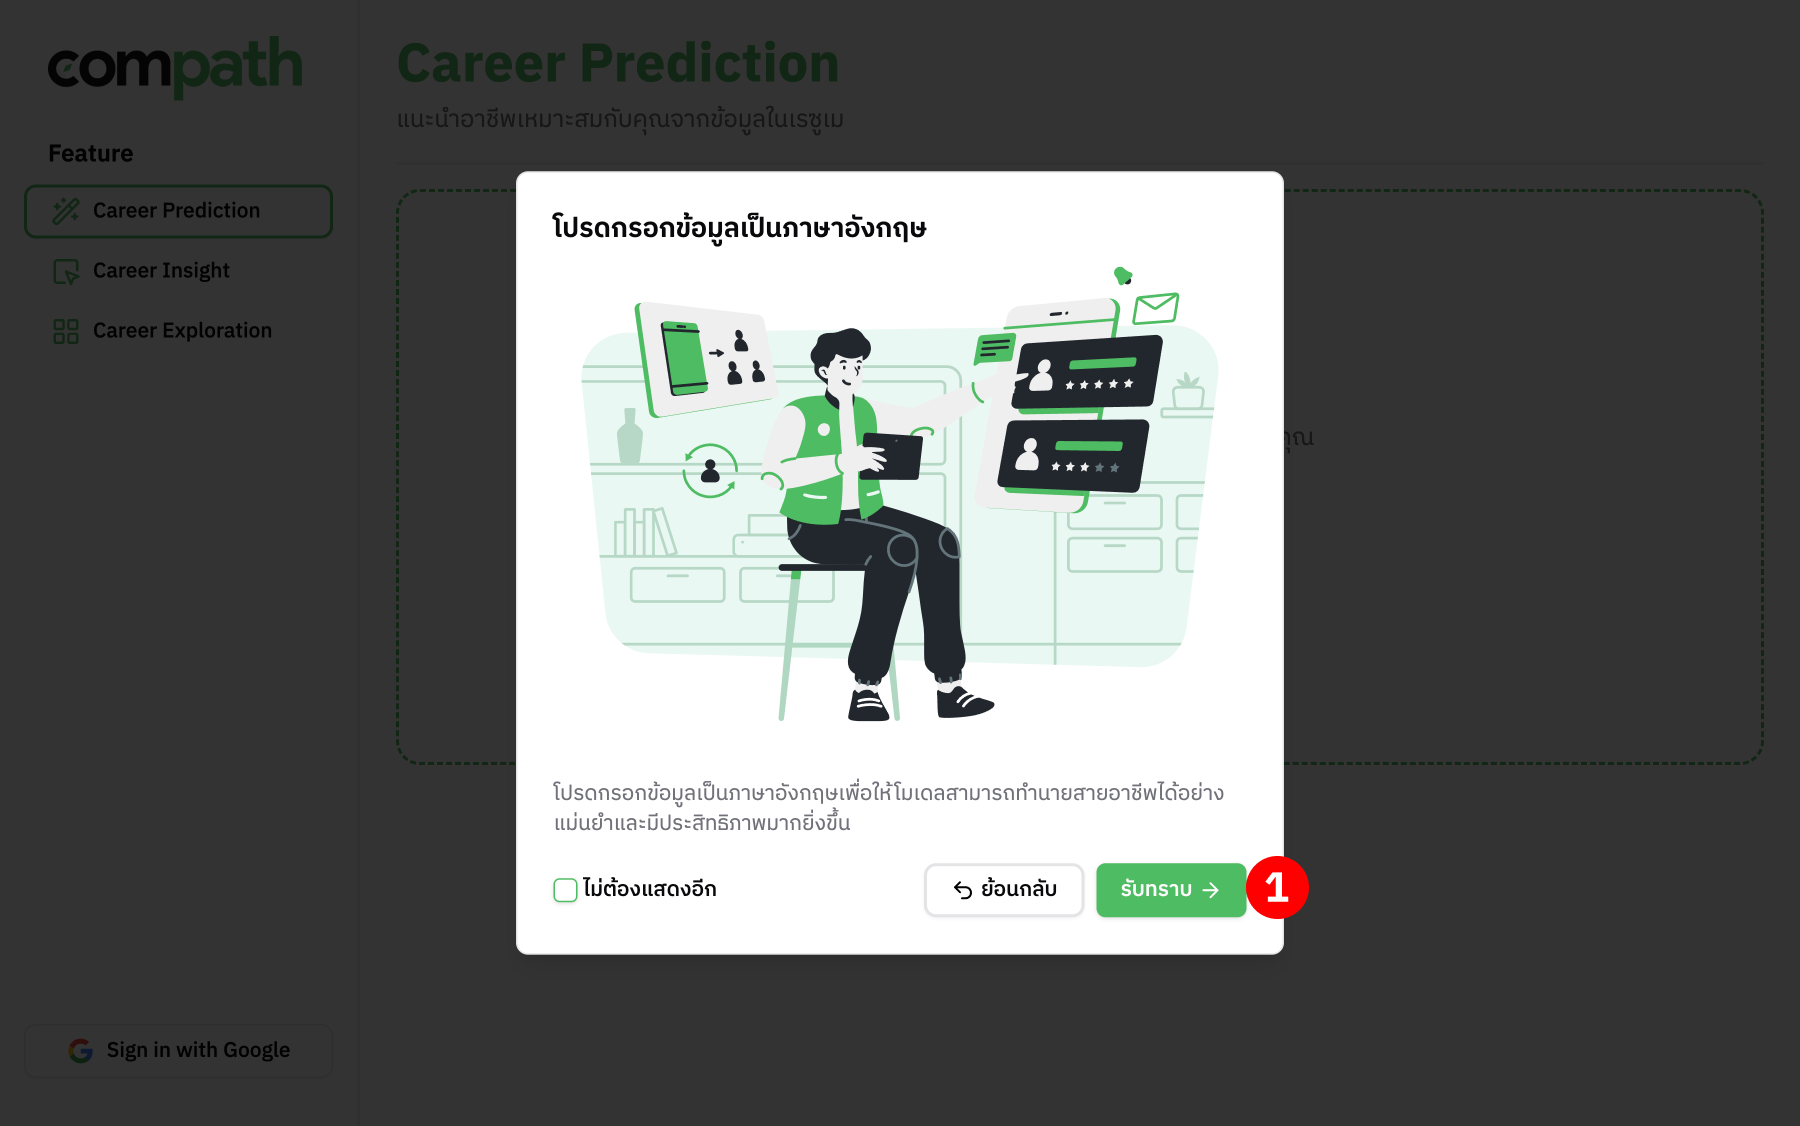 compath
Career Prediction
แนะนำอาชีพเหมาะสมกับคุณจากข้อมูลในเรซูเม
Feature
Career Prediction
Career Insight
Career Exploration
โปรดกรอกข้อมูลเป็นภาษาอังกฤษ
คุณ
โปรดกรอกข้อมูลเป็นภาษาอังกฤษเพื่อให้โมเดลสามารถทำนายสายอาชีพได้อย่าง
แม่นยำและมีประสิทธิภาพมากยิ่งขึ้น
ไม่ต้องแสดงอีก
ย้อนกลับ
รับทราบ
1
Sign in with Google